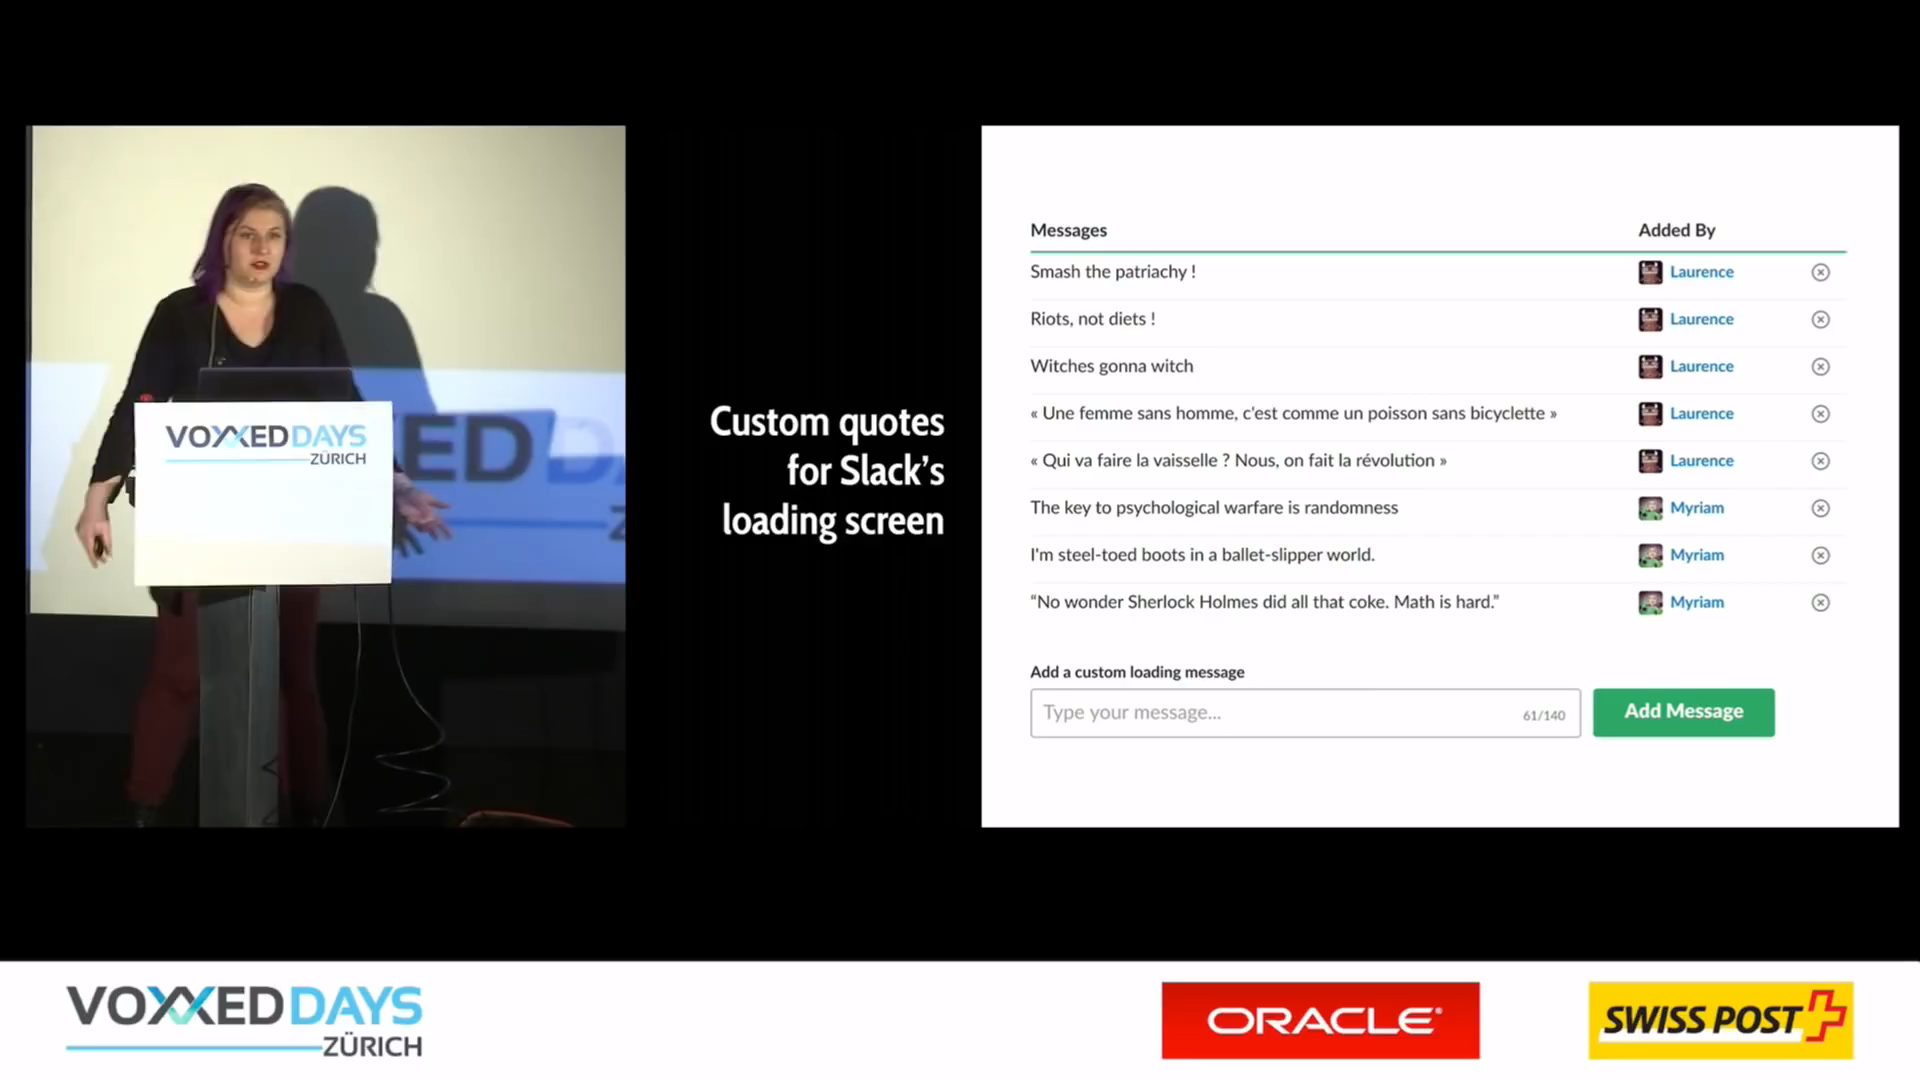 VOXXED DAYS
ZÜRICH
ED D
Custom quotes
for Slack’s
loading screen
Messages Added By
Smash the patriachy ! Laurence
Riots, not diets ! Laurence
Witches gonna witch Laurence
« Une femme sans homme, c'est comme un poisson sans bicyclette » Laurence
« Qui va faire la vaisselle ? Nous, on fait la révolution » Laurence
The key to psychological warfare is randomness Myriam
I'm steel-toed boots in a ballet-slipper world. Myriam
“No wonder Sherlock Holmes did all that coke. Math is hard.” Myriam
Add a custom loading message
Type your message... 61/140 Add Message
VOXXED DAYS
ZÜRICH
ORACLE®
SWISS POST